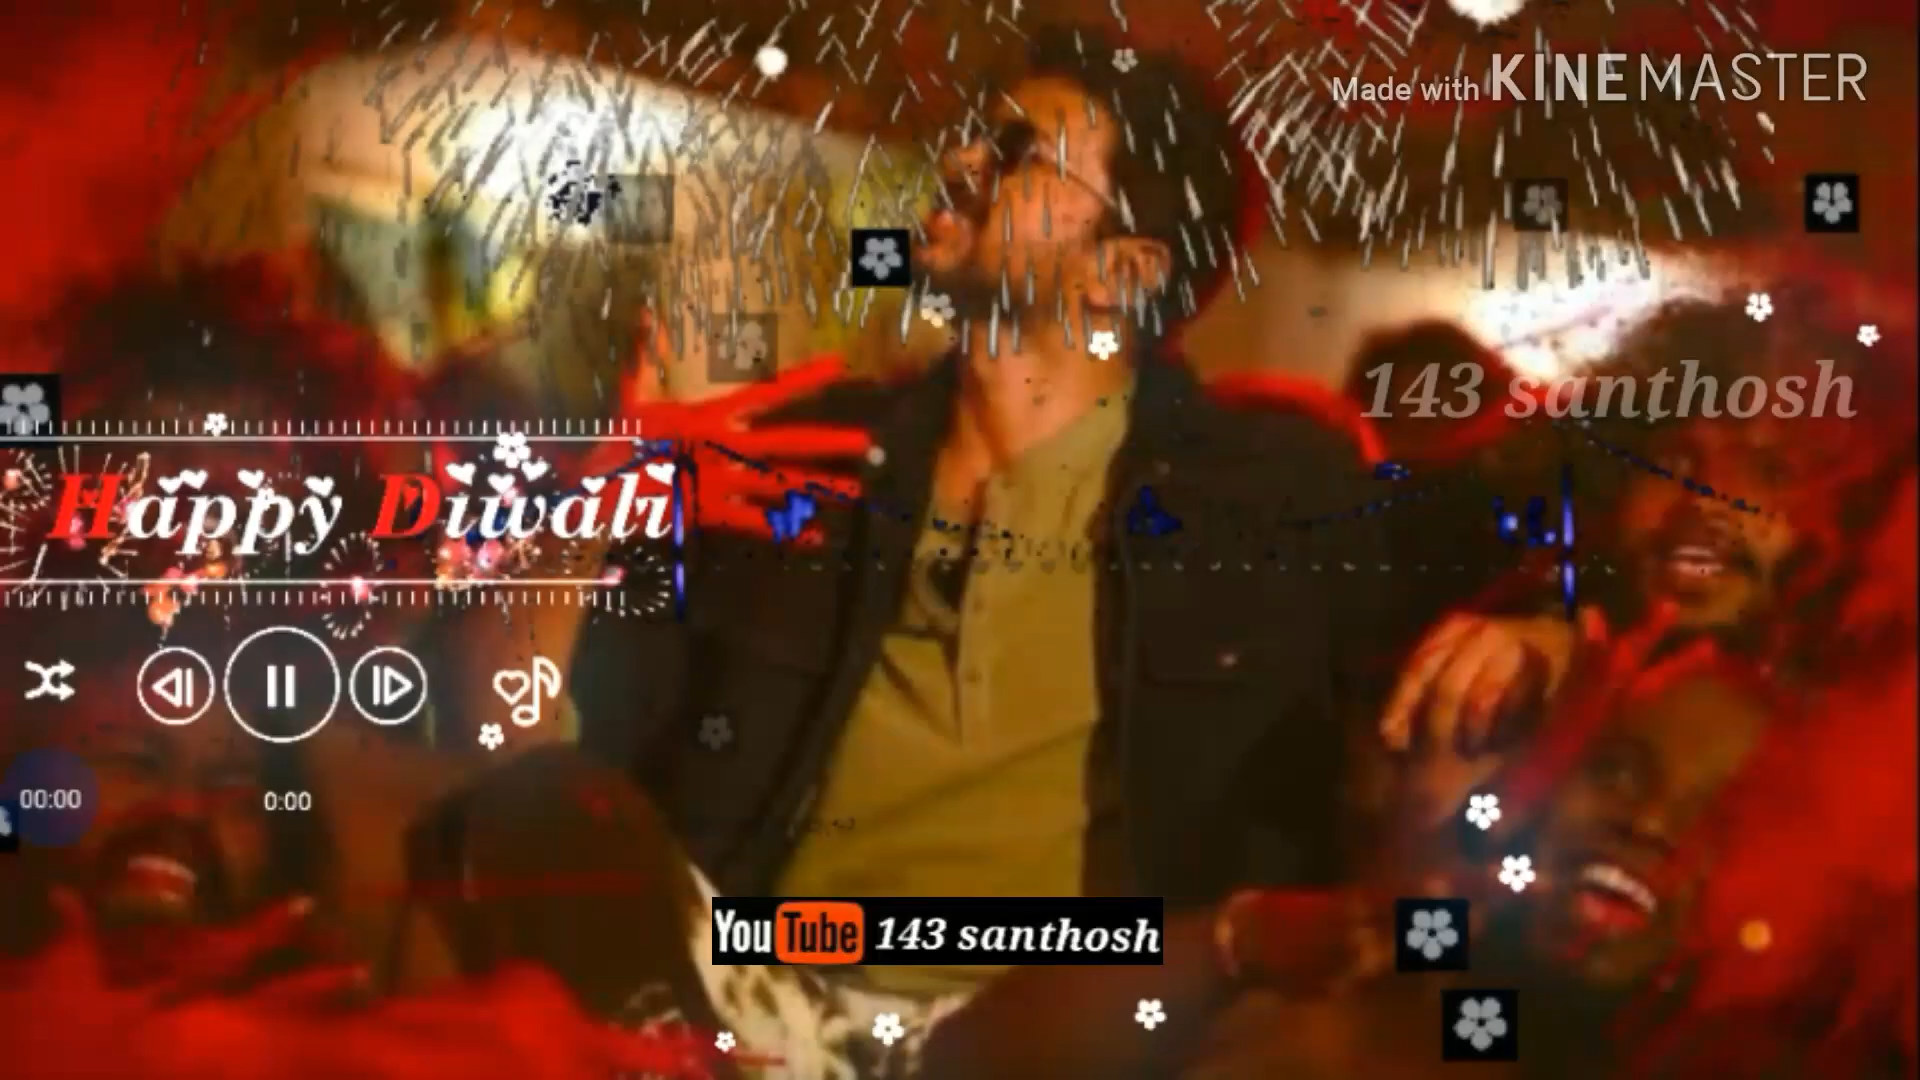 Made with KINEMASTER
143 santhosh
Happy Diwali
00:00
0:00
YouTube 143 santhosh